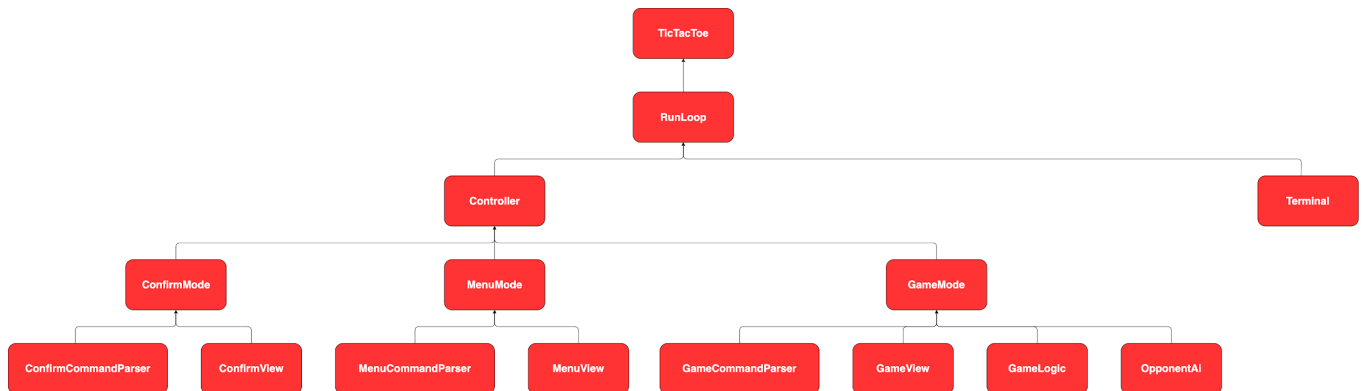 TicTacToe
RunLoop
Controller
Terminal
ConfirmMode
MenuMode
GameMode
ConfirmCommandParser
ConfirmView
MenuCommandParser
MenuView
GameCommandParser
GameView
GameLogic
OpponentAi